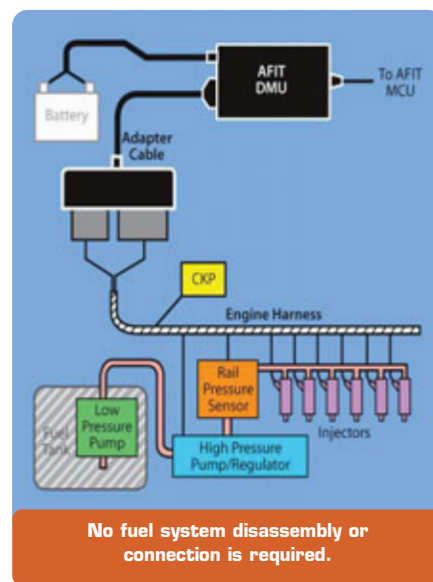 AFIT
DMU
To AFIT
MCU
Battery
Adapter
Cable
CKP
Engine Harness
Rail
Pressure
Sensor
Low
Pressure
Pump
Fuel
Tank
Injectors
High Pressure
Pump/Regulator
No fuel system disassembly or
connection is required.